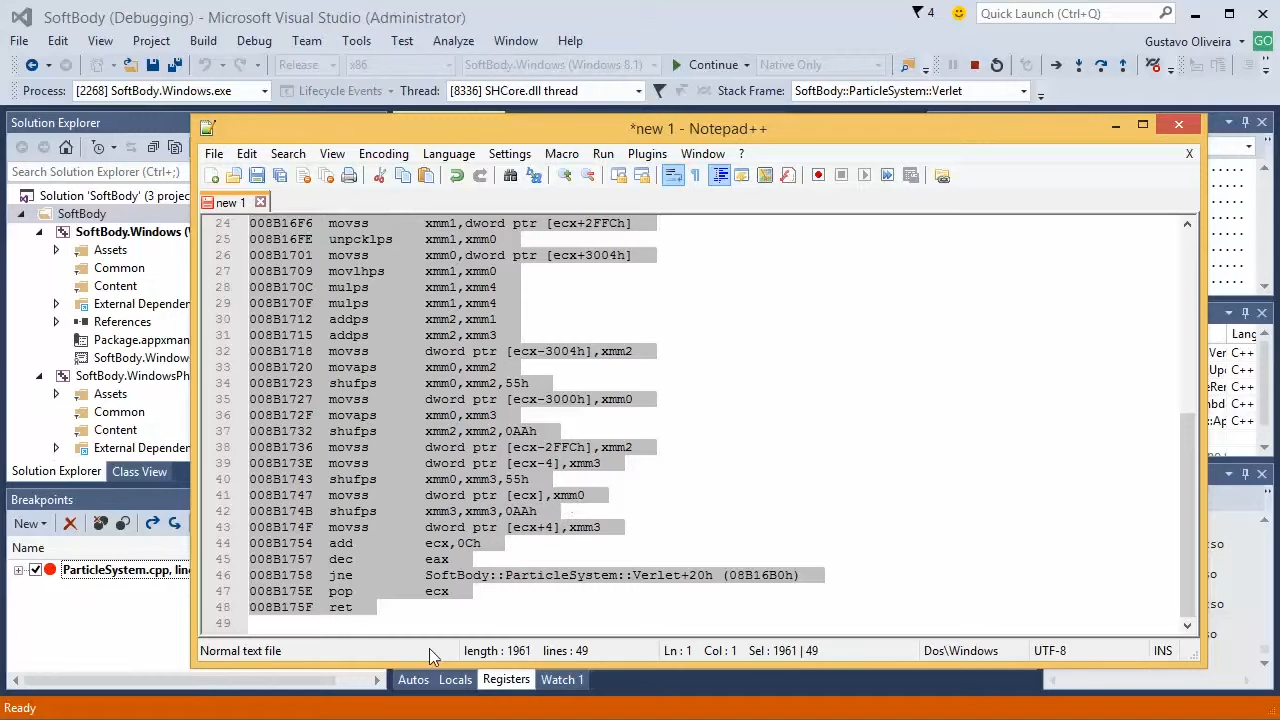 SoftBody (Debugging) - Microsoft Visual Studio (Administrator)
4
Quick Launch (Ctrl+Q)
File Edit View Project Build Debug Team Tools Test Analyze Window Help
Gustavo Oliveira
GO
Release x86 SoftBody.Windows (Windows 8.1) Continue Native Only
Process: [2268] SoftBody.Windows.exe Lifecycle Events Thread: [8336] SHCore.dll thread Stack Frame: SoftBody::ParticleSystem::Verlet
Solution Explorer
Search Solution Explorer (Ctrl+;)
Solution 'SoftBody' (3 projec
SoftBody
SoftBody.Windows (
Assets
Common
Content
External Depender
References
Package.appxman
SoftBody.Window
SoftBody.WindowsPh
Assets
Common
Content
External Depender
Solution Explorer Class View
Breakpoints
New
Name
ParticleSystem.cpp, line
*new 1 - Notepad++
File Edit Search View Encoding Language Settings Macro Run Plugins Window ? X
new 1
24 008B16F6 movss xmm1,dword ptr [ecx+2FFCh]
25 008B16FE unpcklps xmm1,xmm0
26 008B1701 movss xmm0,dword ptr [ecx+3004h]
27 008B1709 movlhps xmm1,xmm0
28 008B170C mulps xmm1,xmm4
29 008B170F mulps xmm1,xmm4
30 008B1712 addps xmm2,xmm1
31 008B1715 addps xmm2,xmm3
32 008B1718 movss dword ptr [ecx-3004h],xmm2
33 008B1720 movaps xmm0,xmm2
34 008B1723 shufps xmm0,xmm2,55h
35 008B1727 movss dword ptr [ecx-3000h],xmm0
36 008B172F movaps xmm0,xmm3
37 008B1732 shufps xmm2,xmm2,0AAh
38 008B1736 movss dword ptr [ecx-2FFCh],xmm2
39 008B173E movss dword ptr [ecx-4],xmm3
40 008B1743 shufps xmm0,xmm3,55h
41 008B1747 movss dword ptr [ecx],xmm0
42 008B174B shufps xmm3,xmm3,0AAh
43 008B174F movss dword ptr [ecx+4],xmm3
44 008B1754 add ecx,0Ch
45 008B1757 dec eax
46 008B1758 jne SoftBody::ParticleSystem::Verlet+20h (08B16B0h)
47 008B175E pop ecx
48 008B175F ret
49
Normal text file length : 1961 lines : 49 Ln : 1 Col : 1 Sel : 1961 | 49 Dos\Windows UTF-8 INS
Lang
Ver C++
Up C++
eRer C++
mbd C++
::Ap C++
so
so
so
Autos Locals Registers Watch 1
Ready